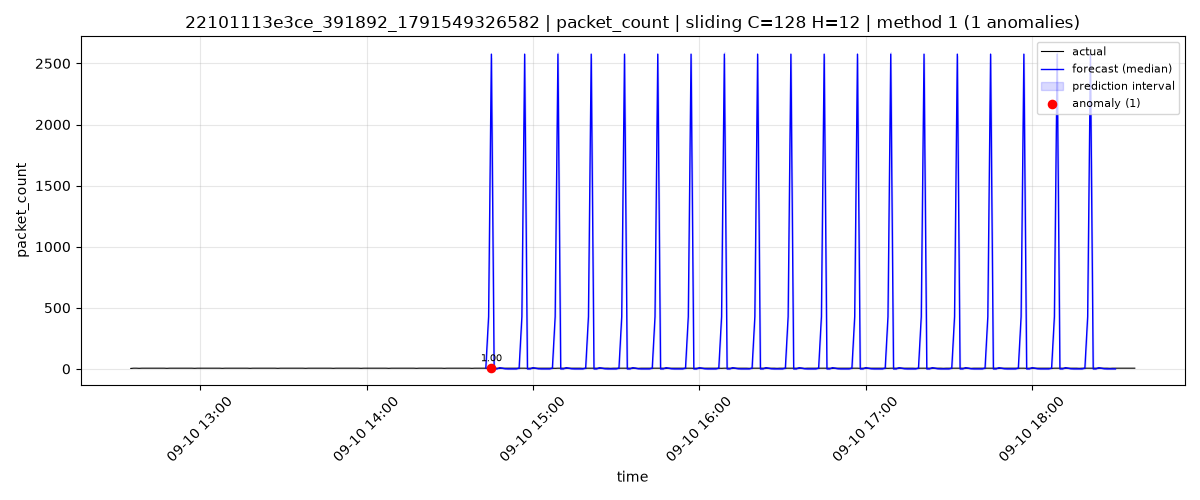 22101113e3ce_391892_1791549326582 | packet_count | sliding C=128 H=12 | method 1 (1 anomalies)
packet_count
2500
2000
1500
1000
500
0
actual
forecast (median)
prediction interval
anomaly (1)
1.00
09-10 13:00
09-10 14:00
09-10 15:00
09-10 16:00
09-10 17:00
09-10 18:00
time